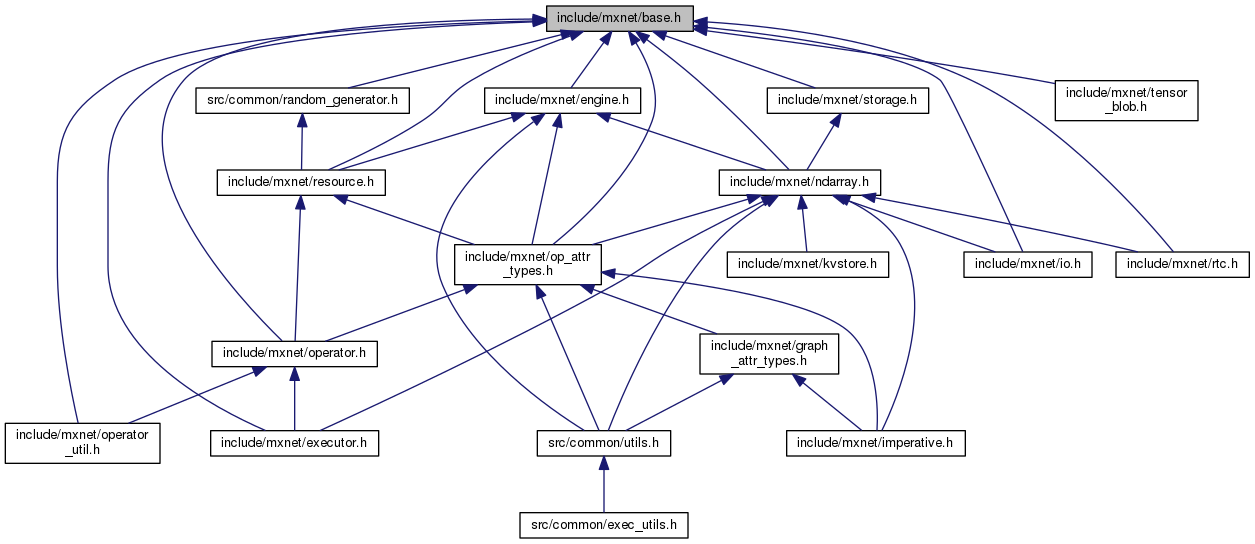 include/mxnet/base.h
include/mxnet/tensor
_blob.h
src/common/random_generator.h
include/mxnet/engine.h
include/mxnet/storage.h
include/mxnet/resource.h
include/mxnet/ndarray.h
include/mxnet/op_attr
_types.h
include/mxnet/kvstore.h
include/mxnet/io.h
include/mxnet/rtc.h
include/mxnet/operator.h
include/mxnet/graph
_attr_types.h
include/mxnet/operator
_util.h
include/mxnet/executor.h
src/common/utils.h
include/mxnet/imperative.h
src/common/exec_utils.h